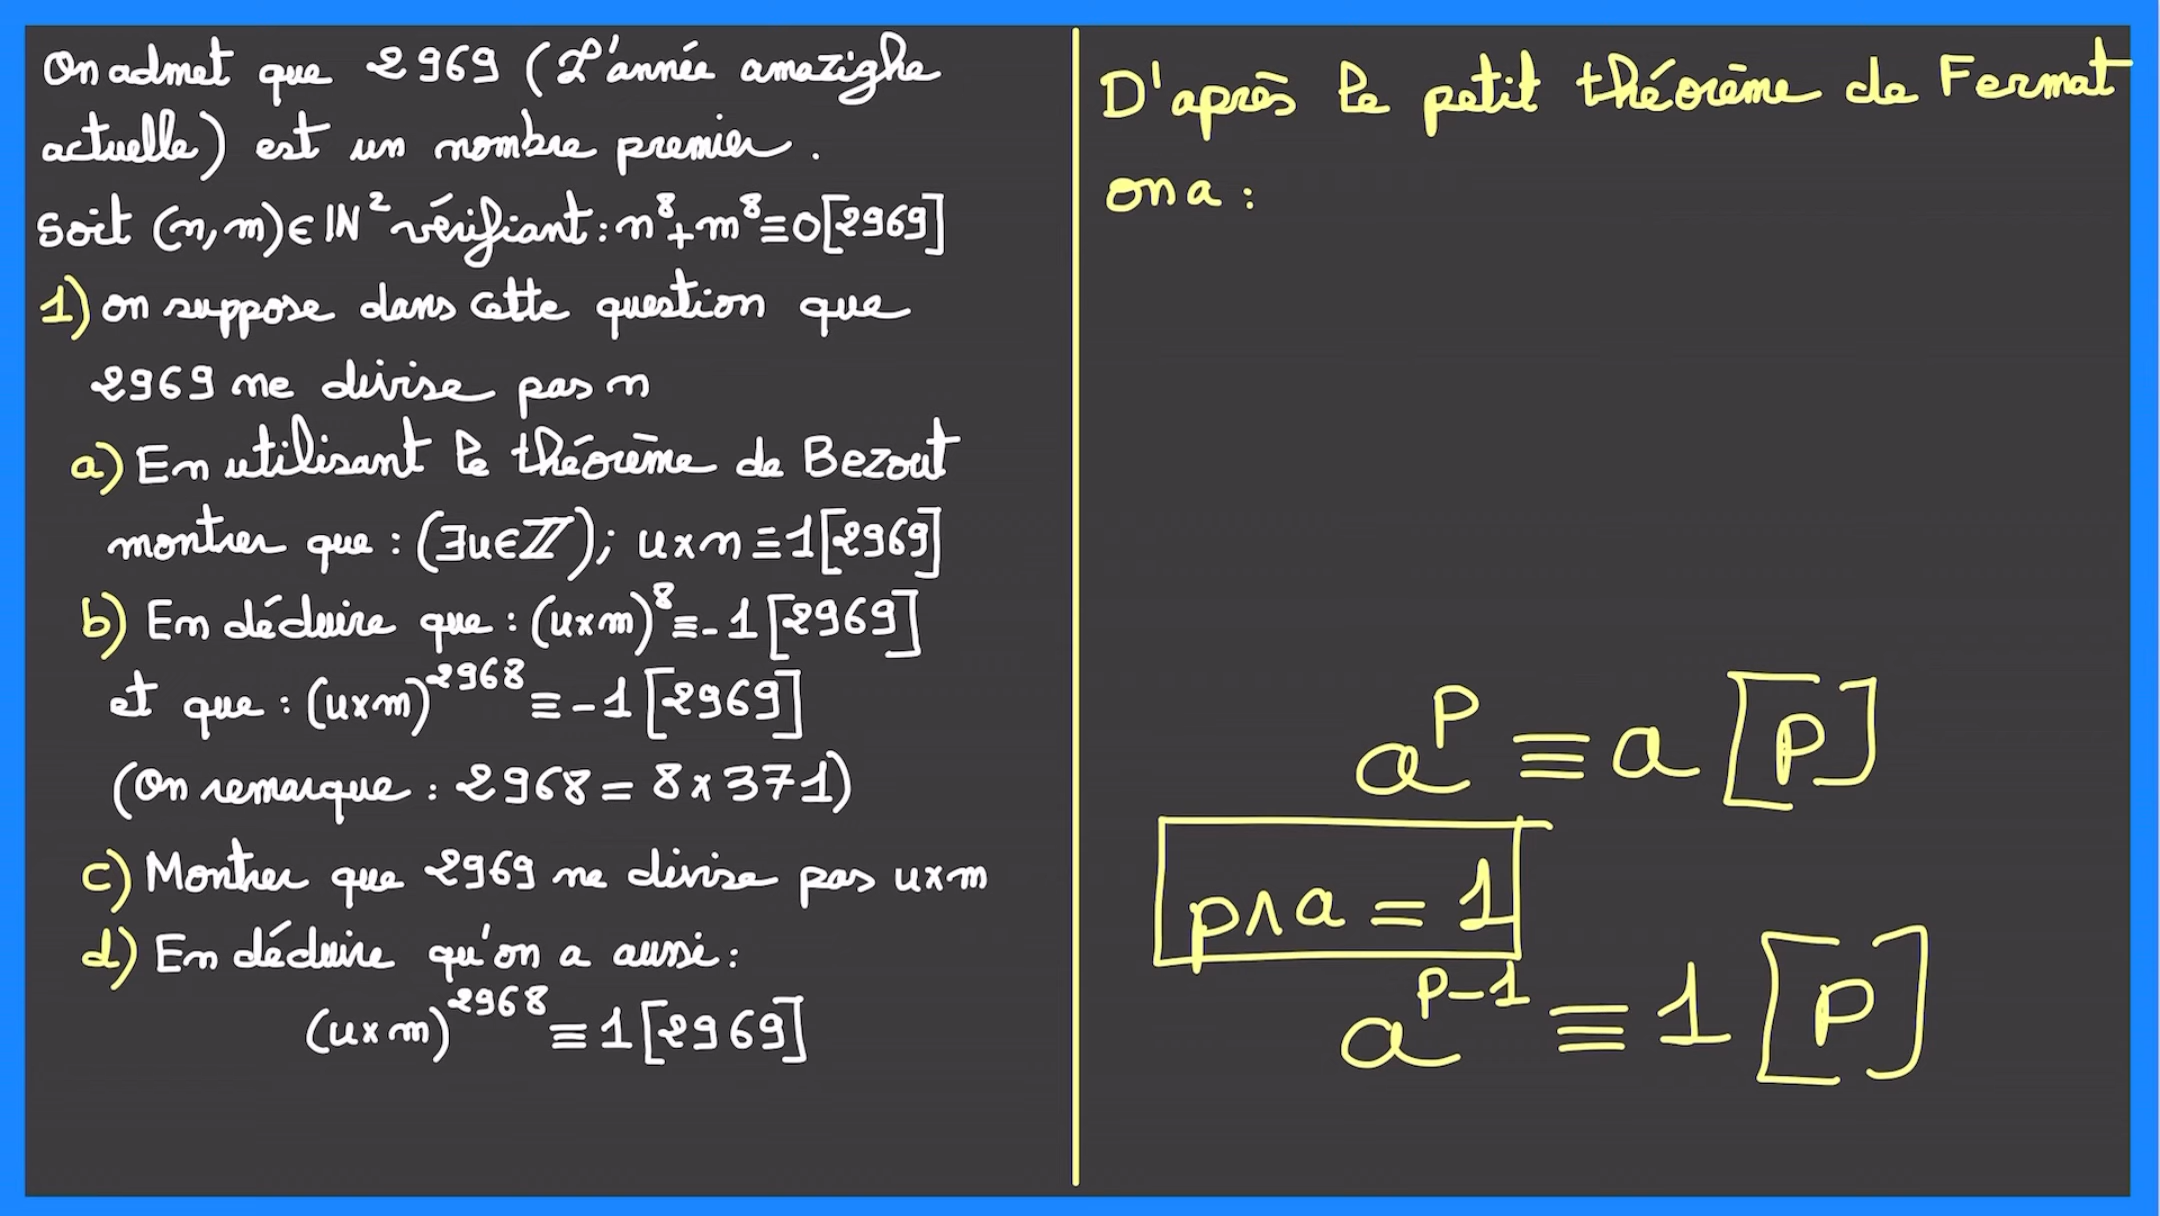 On admet que 2969 (L'année amazighe
actuelle) est un nombre premier.
Soit (n,m)∈ℕ² vérifiant : n⁸+m⁸≡0[2969]
1) on suppose dans cette question que
2969 ne divise pas n
a) En utilisant le théorème de Bezout
montrer que : (∃u∈ℤ); u×n≡1[2969]
b) En déduire que : (u×m)⁸≡-1[2969]
et que : (u×m)²⁹⁶⁸≡-1[2969]
(On remarque : 2968 = 8×371)
c) Montrer que 2969 ne divise pas u×m
d) En déduire qu'on a aussi :
(u×m)²⁹⁶⁸≡1[2969]
D'après le petit théorème de Fermat
on a :
aᵖ≡a[p]
p∧a = 1
aᵖ⁻¹≡1[p]